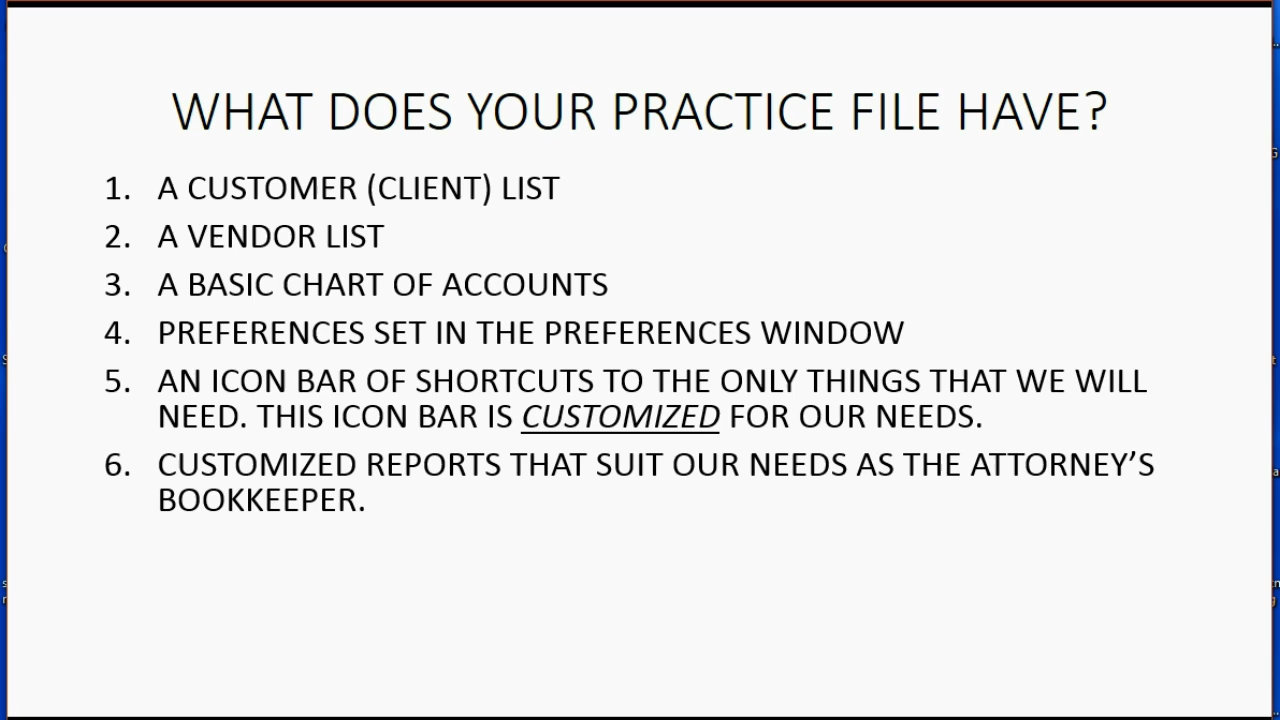 WHAT DOES YOUR PRACTICE FILE HAVE?
1. A CUSTOMER (CLIENT) LIST
2. A VENDOR LIST
3. A BASIC CHART OF ACCOUNTS
4. PREFERENCES SET IN THE PREFERENCES WINDOW
5. AN ICON BAR OF SHORTCUTS TO THE ONLY THINGS THAT WE WILL
NEED. THIS ICON BAR IS CUSTOMIZED FOR OUR NEEDS.
6. CUSTOMIZED REPORTS THAT SUIT OUR NEEDS AS THE ATTORNEY’S
BOOKKEEPER.